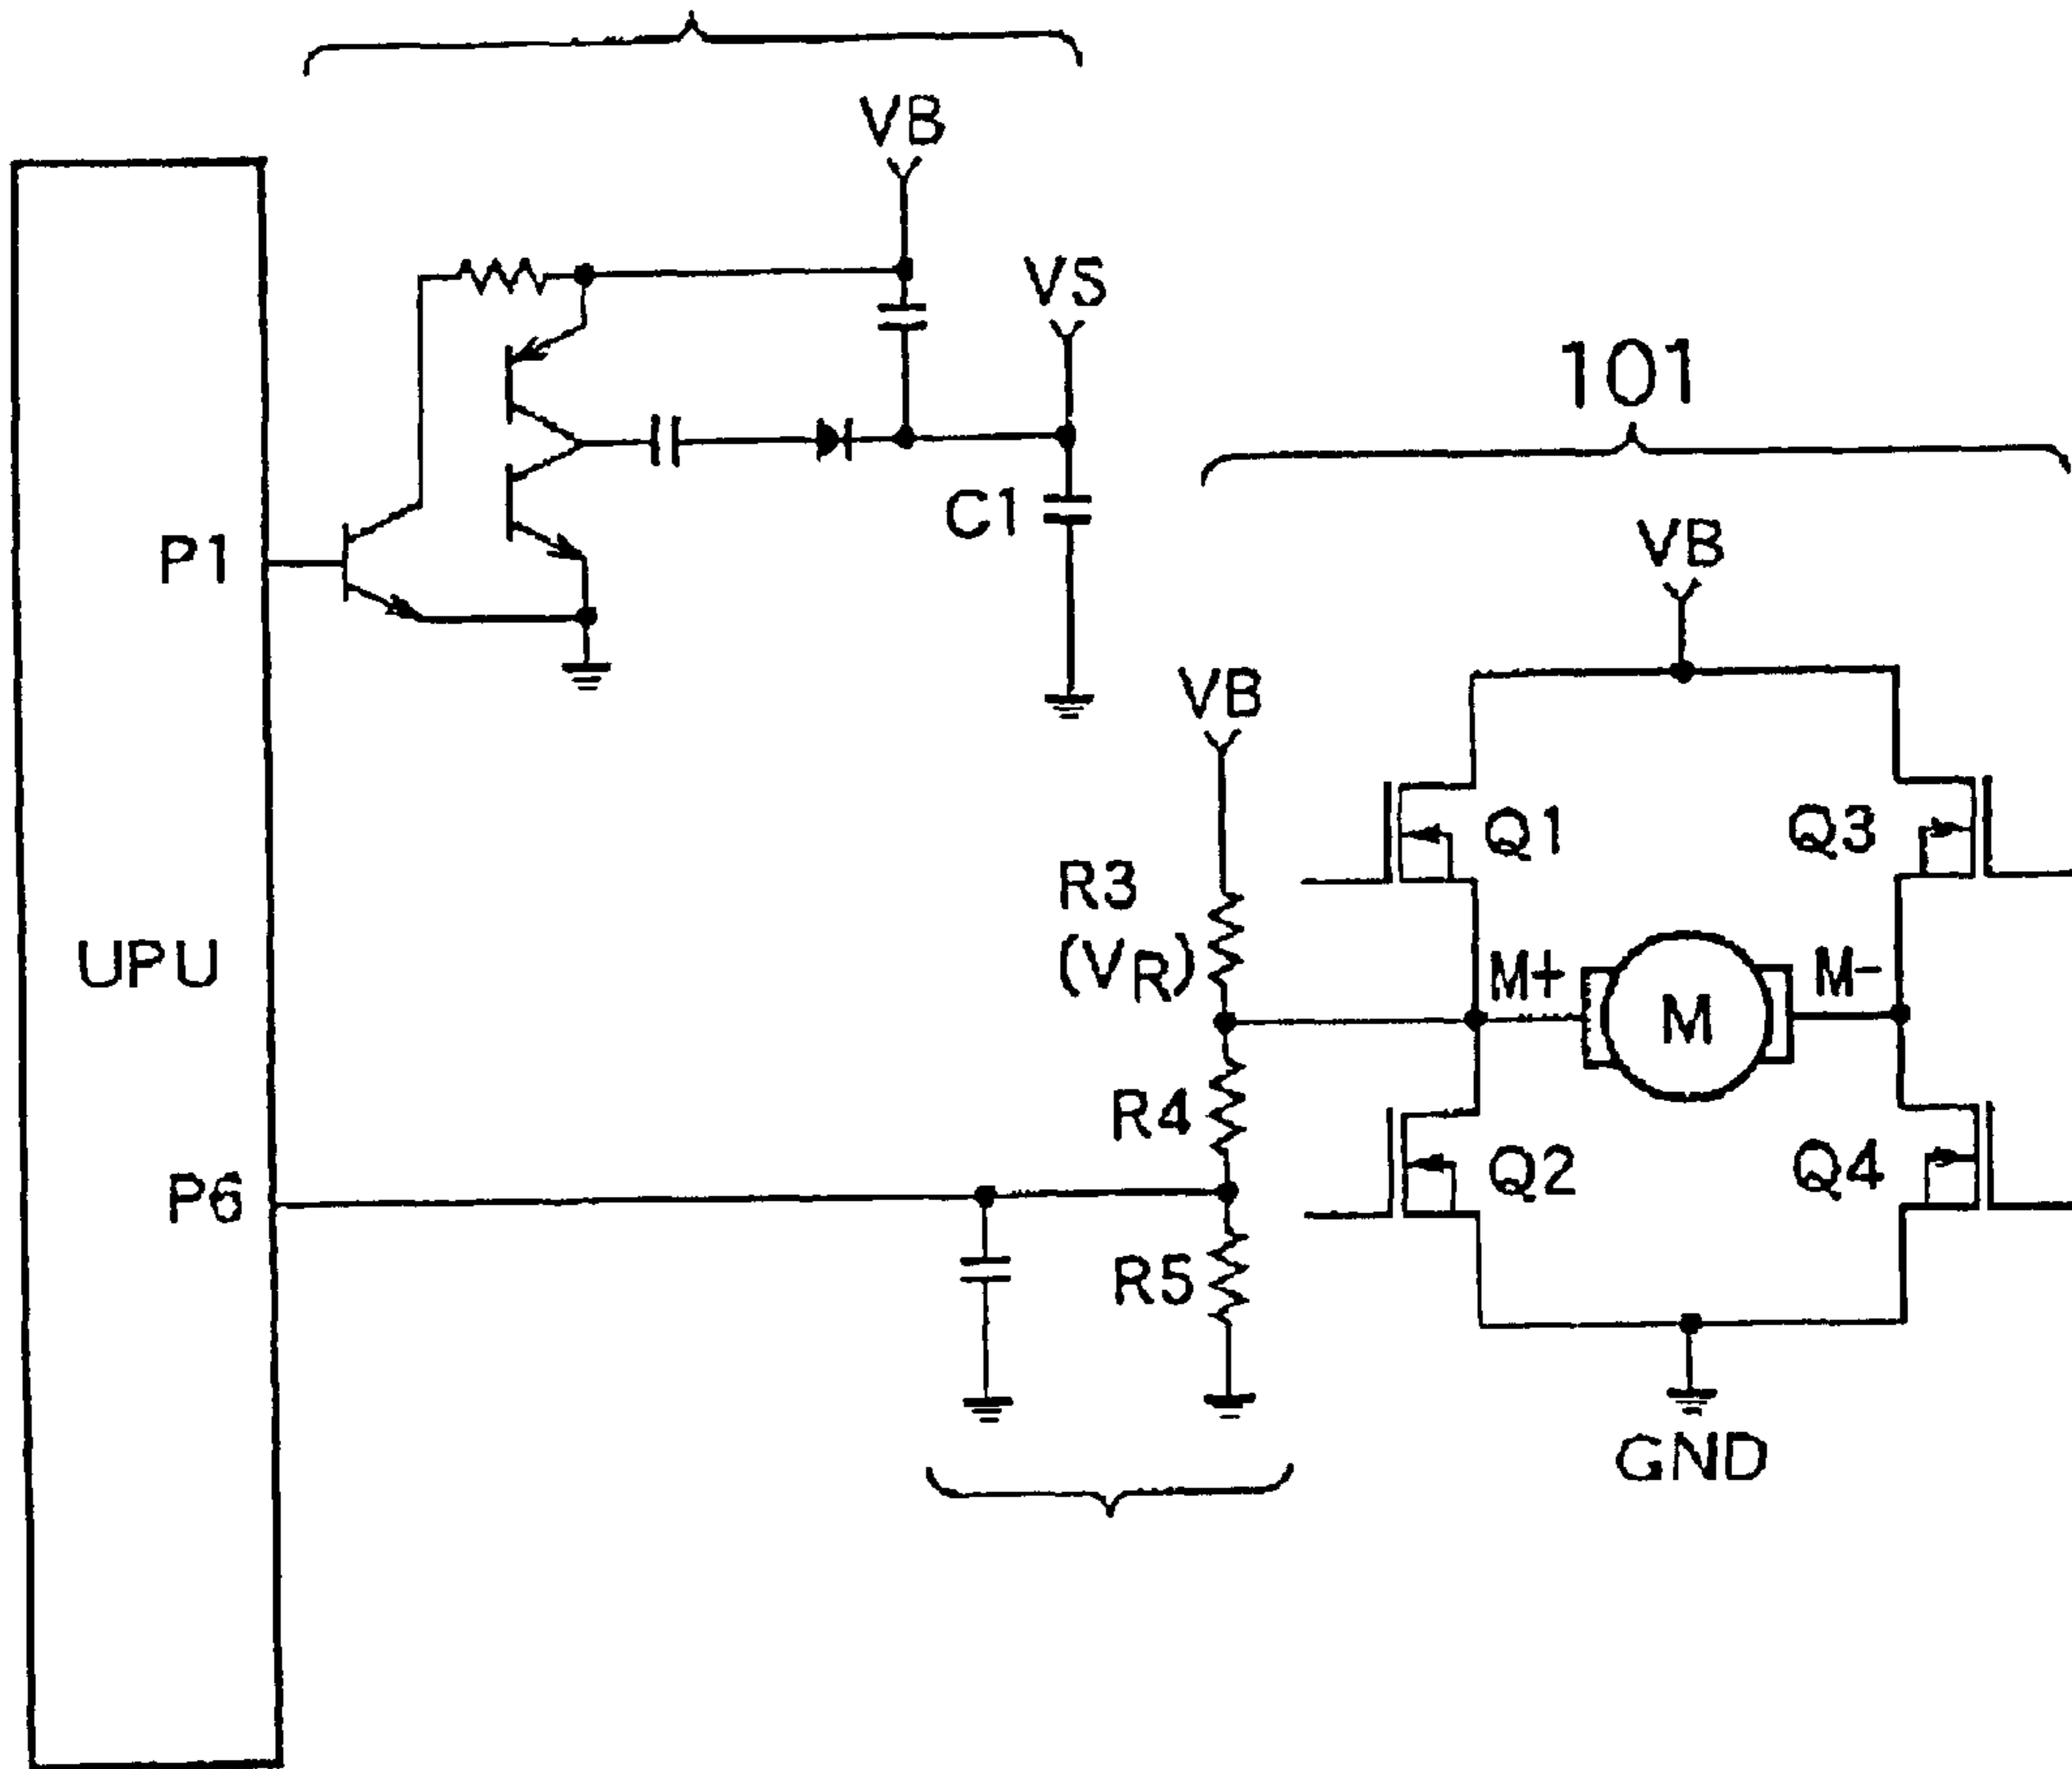 VB
VS
101
C1
VB
P1
VB
Q1
Q3
R3
(VR)
UPU
M+
M-
M
R4
Q2
Q4
P6
R5
GND